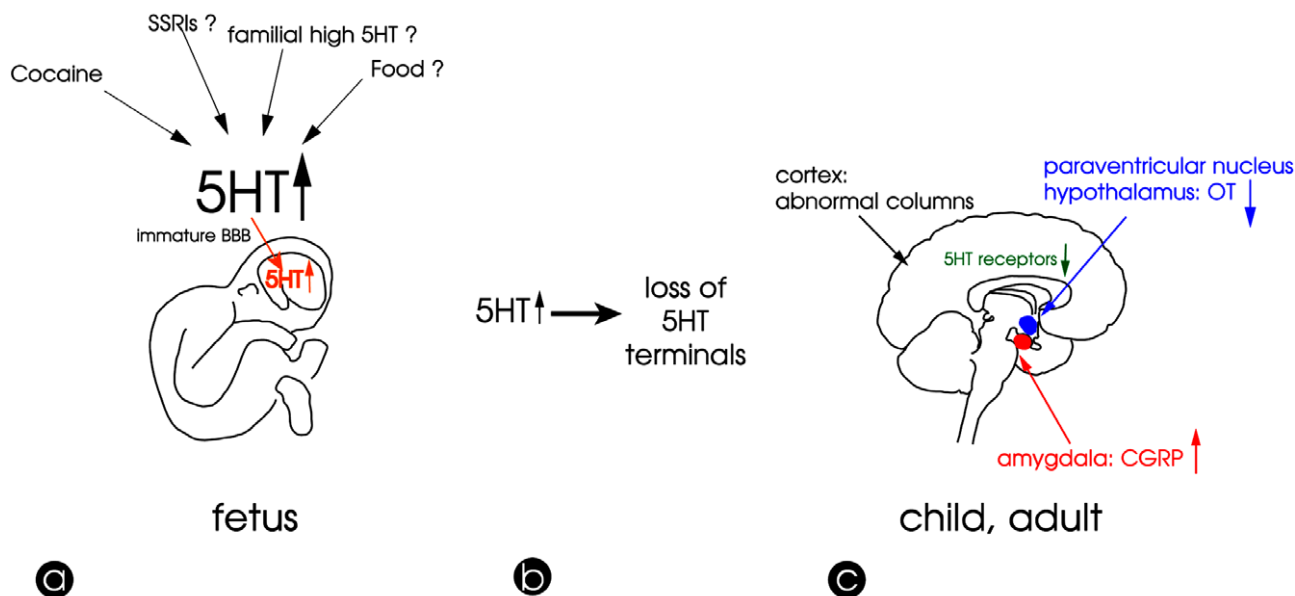 SSRIs ?
familial high 5HT ?
Cocaine
Food ?
5HT
immature BBB
5HT
fetus
a
5HT
loss of
5HT
terminals
b
cortex:
abnormal columns
paraventricular nucleus
hypothalamus: OT
5HT receptors
amygdala: CGRP
child, adult
c